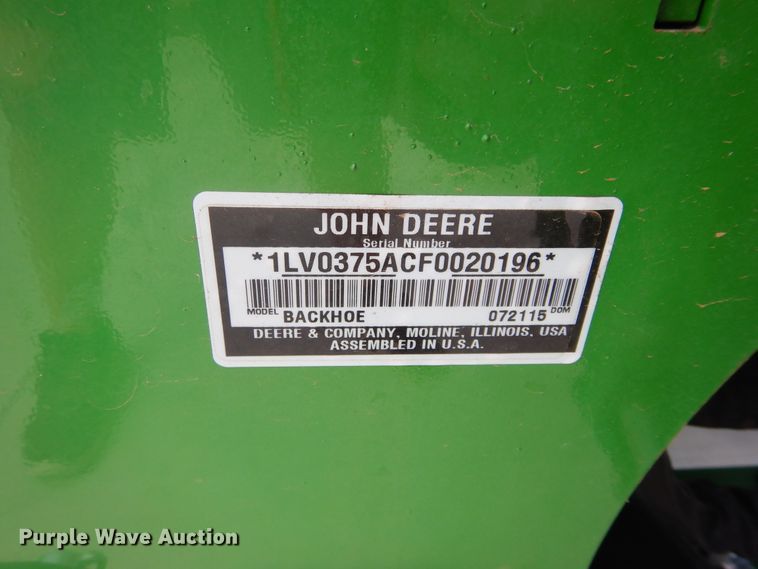 JOHN DEERE
Serial Number
*1LV0375ACF0020196*
MODEL BACKHOE 072115 DOM
DEERE & COMPANY, MOLINE, ILLINOIS, USA
ASSEMBLED IN U.S.A.
Purple Wave Auction